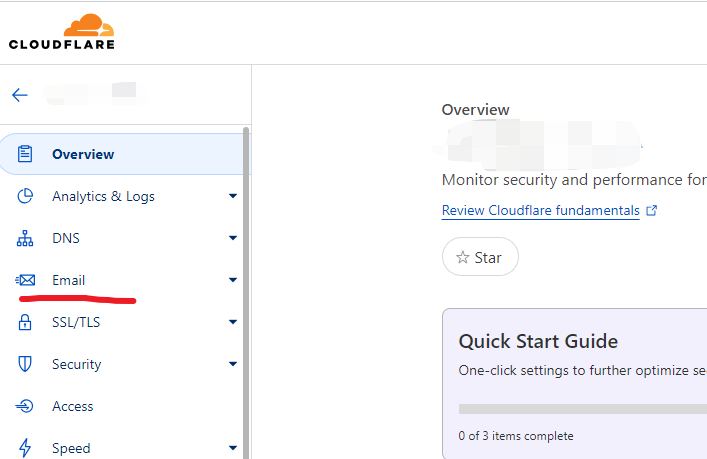 CLOUDFLARE
Overview
Analytics & Logs
DNS
Email
SSL/TLS
Security
Access
Speed
Overview
Monitor security and performance for
Review Cloudflare fundamentals
Star
Quick Start Guide
One-click settings to further optimize se
0 of 3 items complete